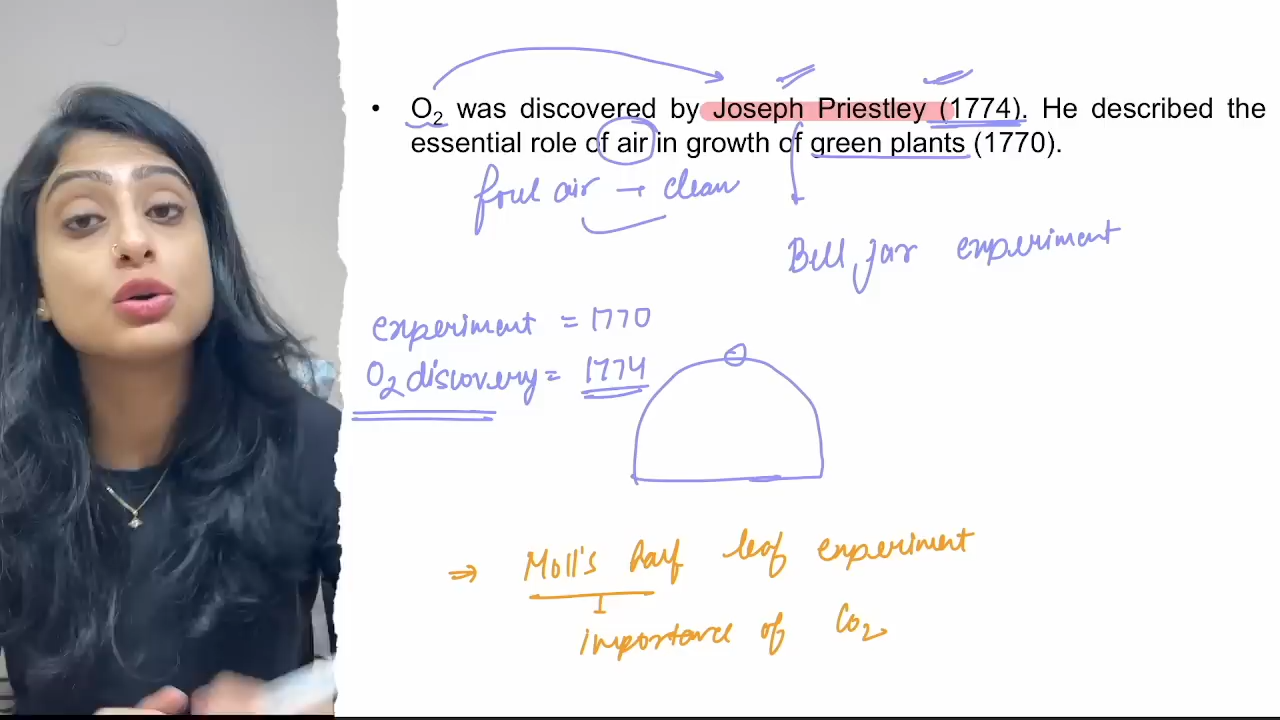 • O₂ was discovered by Joseph Priestley (1774). He described the
essential role of air in growth of green plants (1770).
foul air → clean
Bell jar experiment
experiment = 1770
O₂ discovery = 1774
⇒ Moll's half leaf experiment
importance of CO₂